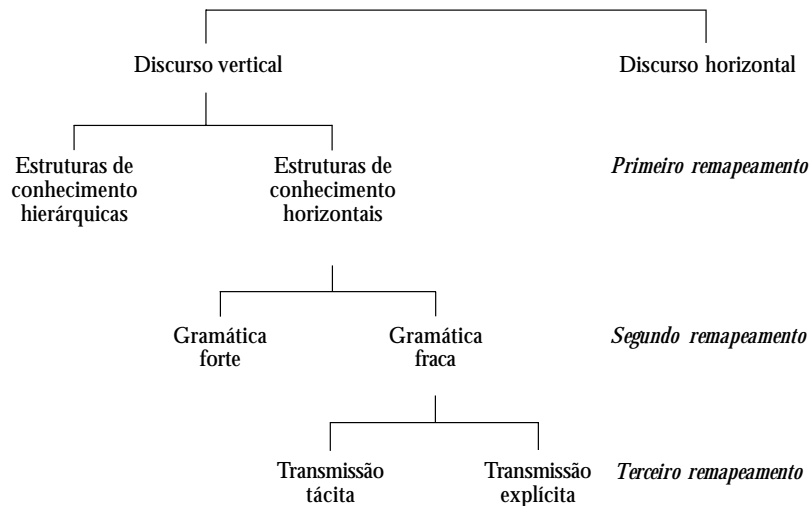 Discurso vertical
Discurso horizontal
Estruturas de
conhecimento
hierárquicas
Estruturas de
conhecimento
horizontais
Primeiro remapeamento
Gramática
forte
Gramática
fraca
Segundo remapeamento
Transmissão
tácita
Transmissão
explícita
Terceiro remapeamento